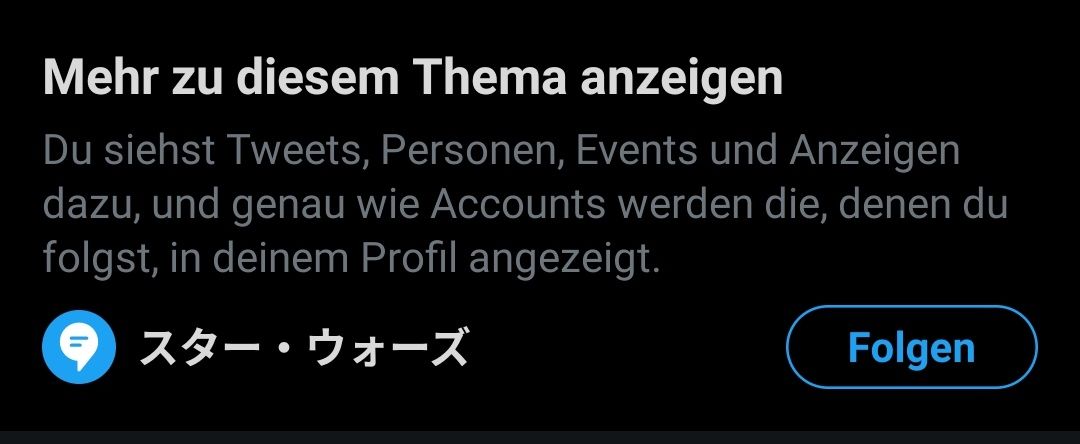 Mehr zu diesem Thema anzeigen
Du siehst Tweets, Personen, Events und Anzeigen
dazu, und genau wie Accounts werden die, denen du
folgst, in deinem Profil angezeigt.
スター・ウォーズ Folgen